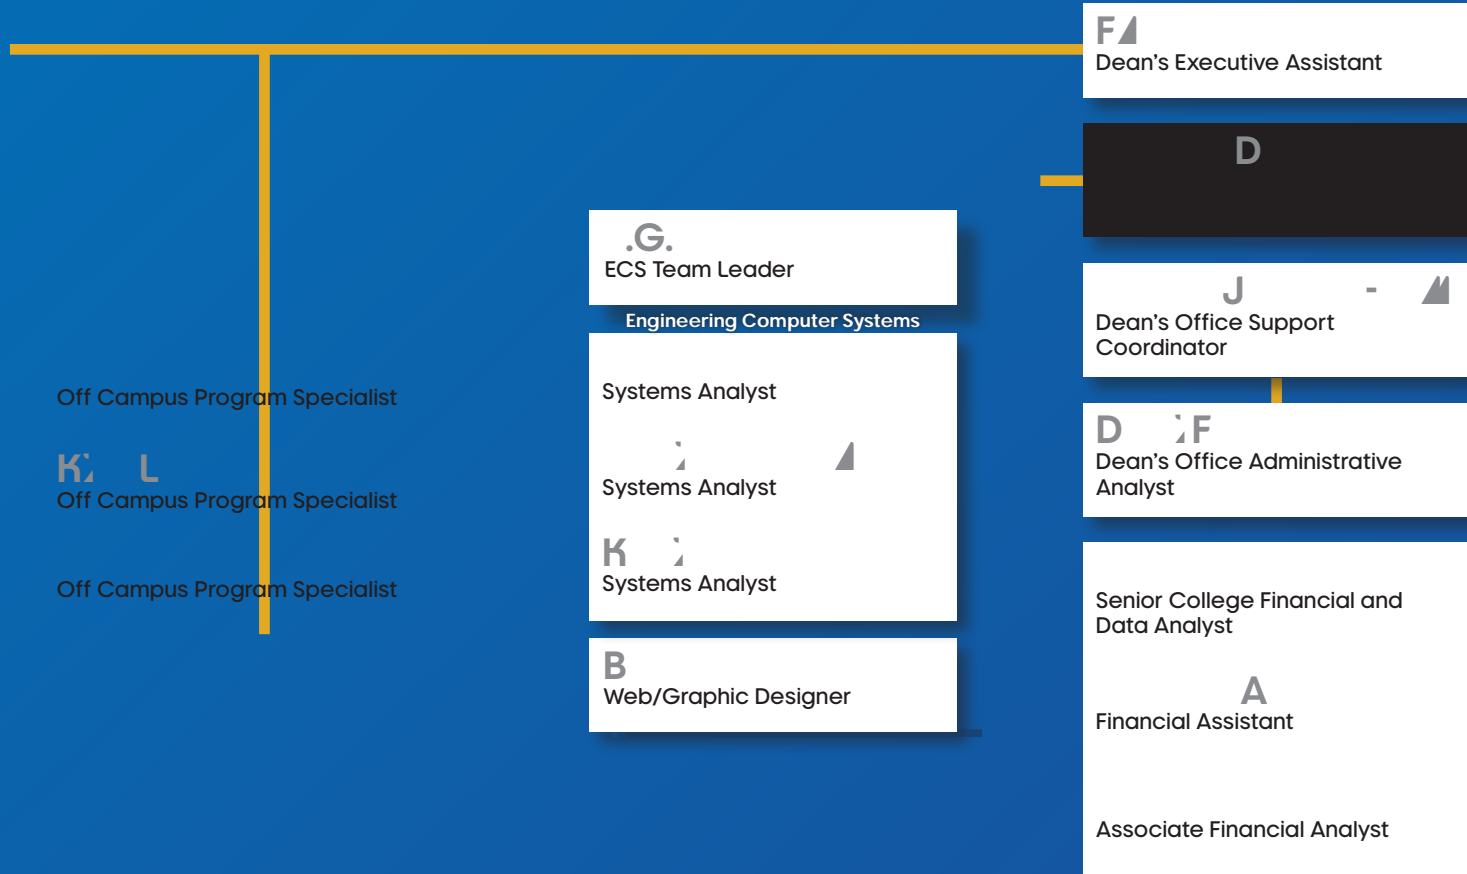 Off Campus Program Specialist
K L
Off Campus Program Specialist
Off Campus Program Specialist
.G.
ECS Team Leader
Engineering Computer Systems
Systems Analyst
Systems Analyst
K
Systems Analyst
B
Web/Graphic Designer
F
Dean's Executive Assistant
D
J -
Dean's Office Support
Coordinator
D F
Dean's Office Administrative
Analyst
Senior College Financial and
Data Analyst
A
Financial Assistant
Associate Financial Analyst